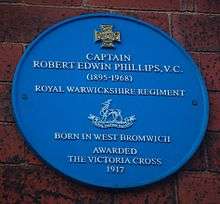 CAPTAIN
ROBERT EDWIN PHILLIPS, V.C.
(1895-1968)
ROYAL WARWICKSHIRE REGIMENT
BORN IN WEST BROMWICH
AWARDED
THE VICTORIA CROSS
1917